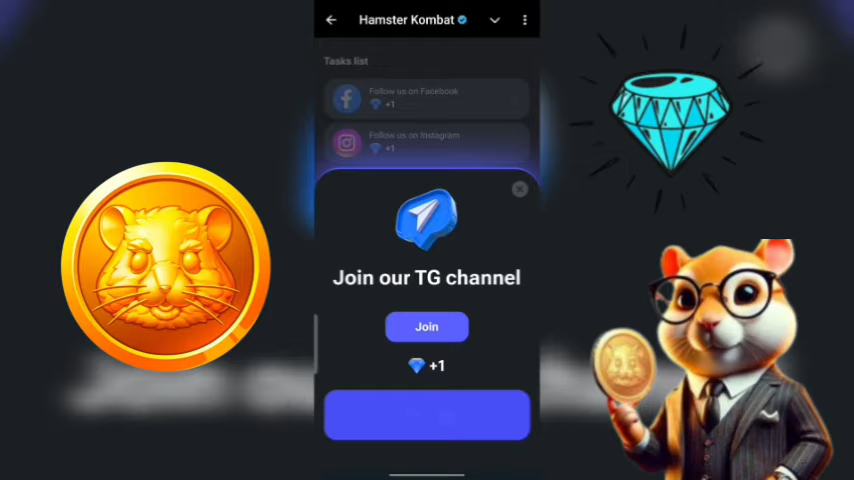 Hamster Kombat
Tasks list
Follow us on Facebook
+1
Follow us on Instagram
+1
Join our TG channel
Join
+1